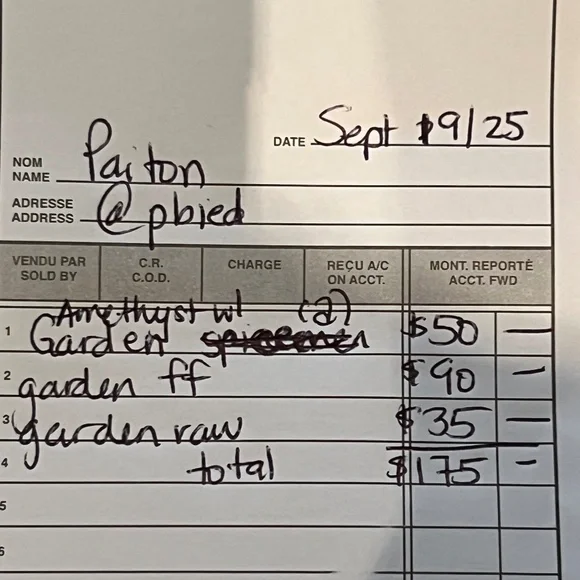 DATE Sept 19/25
NOM
NAME Paiton
ADRESSE
ADDRESS @pbjed
VENDU PAR
SOLD BY
C.R.
C.O.D.
CHARGE
REÇU A/C
ON ACCT.
MONT. REPORTÉ
ACCT. FWD
Amethyst w/ (2)
1 Garden $50 —
2 garden ff $90 —
3 garden raw $35 —
4 total $175 —
5
6